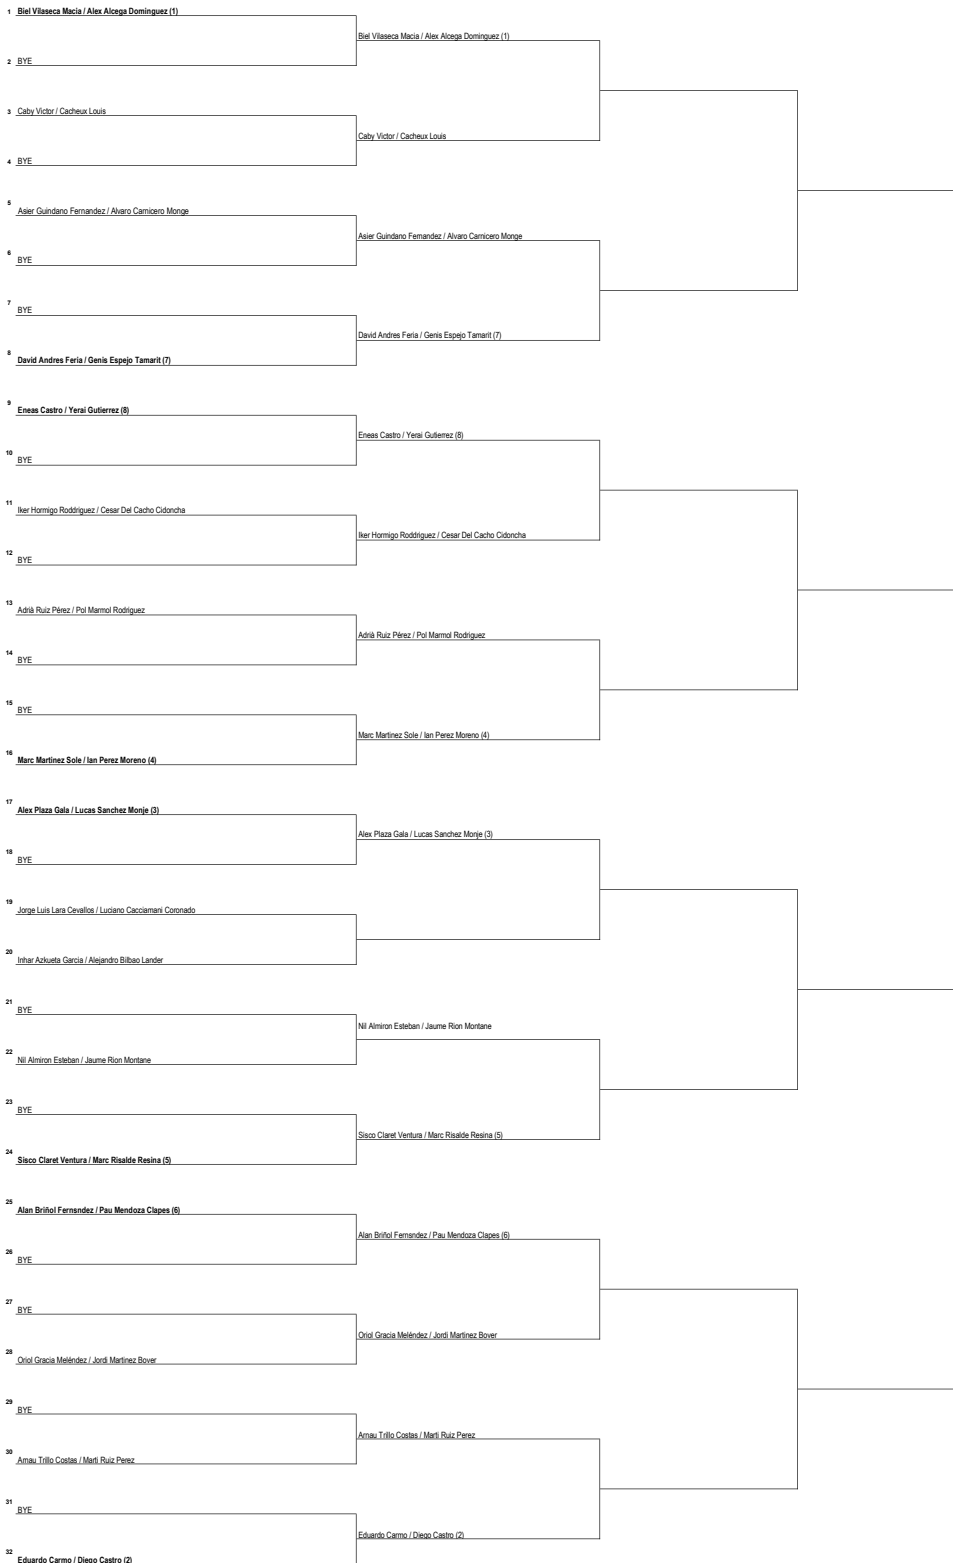 1 Biel Vilaseca Macia / Alex Alcega Dominguez (1)
Biel Vilaseca Macia / Alex Alcega Dominguez (1)
2 BYE
3 Caby Victor / Cacheux Louis
Caby Victor / Cacheux Louis
4 BYE
5 Asier Guindano Fernandez / Alvaro Carnicero Monge
Asier Guindano Fernandez / Alvaro Carnicero Monge
6 BYE
7 BYE
David Andres Feria / Genis Espejo Tamarit (7)
8 David Andres Feria / Genis Espejo Tamarit (7)
9 Eneas Castro / Yerai Gutierrez (8)
Eneas Castro / Yerai Gutierrez (8)
10 BYE
11 Iker Hormigo Roddriguez / Cesar Del Cacho Cidoncha
Iker Hormigo Roddriguez / Cesar Del Cacho Cidoncha
12 BYE
13 Adrià Ruiz Pérez / Pol Marmol Rodriguez
Adrià Ruiz Pérez / Pol Marmol Rodriguez
14 BYE
15 BYE
Marc Martinez Sole / Ian Perez Moreno (4)
16 Marc Martinez Sole / Ian Perez Moreno (4)
17 Alex Plaza Gala / Lucas Sanchez Monje (3)
Alex Plaza Gala / Lucas Sanchez Monje (3)
18 BYE
19 Jorge Luis Lara Cevallos / Luciano Cacciamani Coronado
20 Inhar Azkueta Garcia / Alejandro Bilbao Lander
21 BYE
Nil Almiron Esteban / Jaume Rion Montane
22 Nil Almiron Esteban / Jaume Rion Montane
23 BYE
Sisco Claret Ventura / Marc Risalde Resina (5)
24 Sisco Claret Ventura / Marc Risalde Resina (5)
25 Alan Briñol Fernsndez / Pau Mendoza Clapes (6)
Alan Briñol Fernsndez / Pau Mendoza Clapes (6)
26 BYE
27 BYE
Oriol Gracia Meléndez / Jordi Martinez Bover
28 Oriol Gracia Meléndez / Jordi Martinez Bover
29 BYE
Arnau Trillo Costas / Marti Ruiz Perez
30 Arnau Trillo Costas / Marti Ruiz Perez
31 BYE
Eduardo Carmo / Diego Castro (2)
32 Eduardo Carmo / Diego Castro (2)